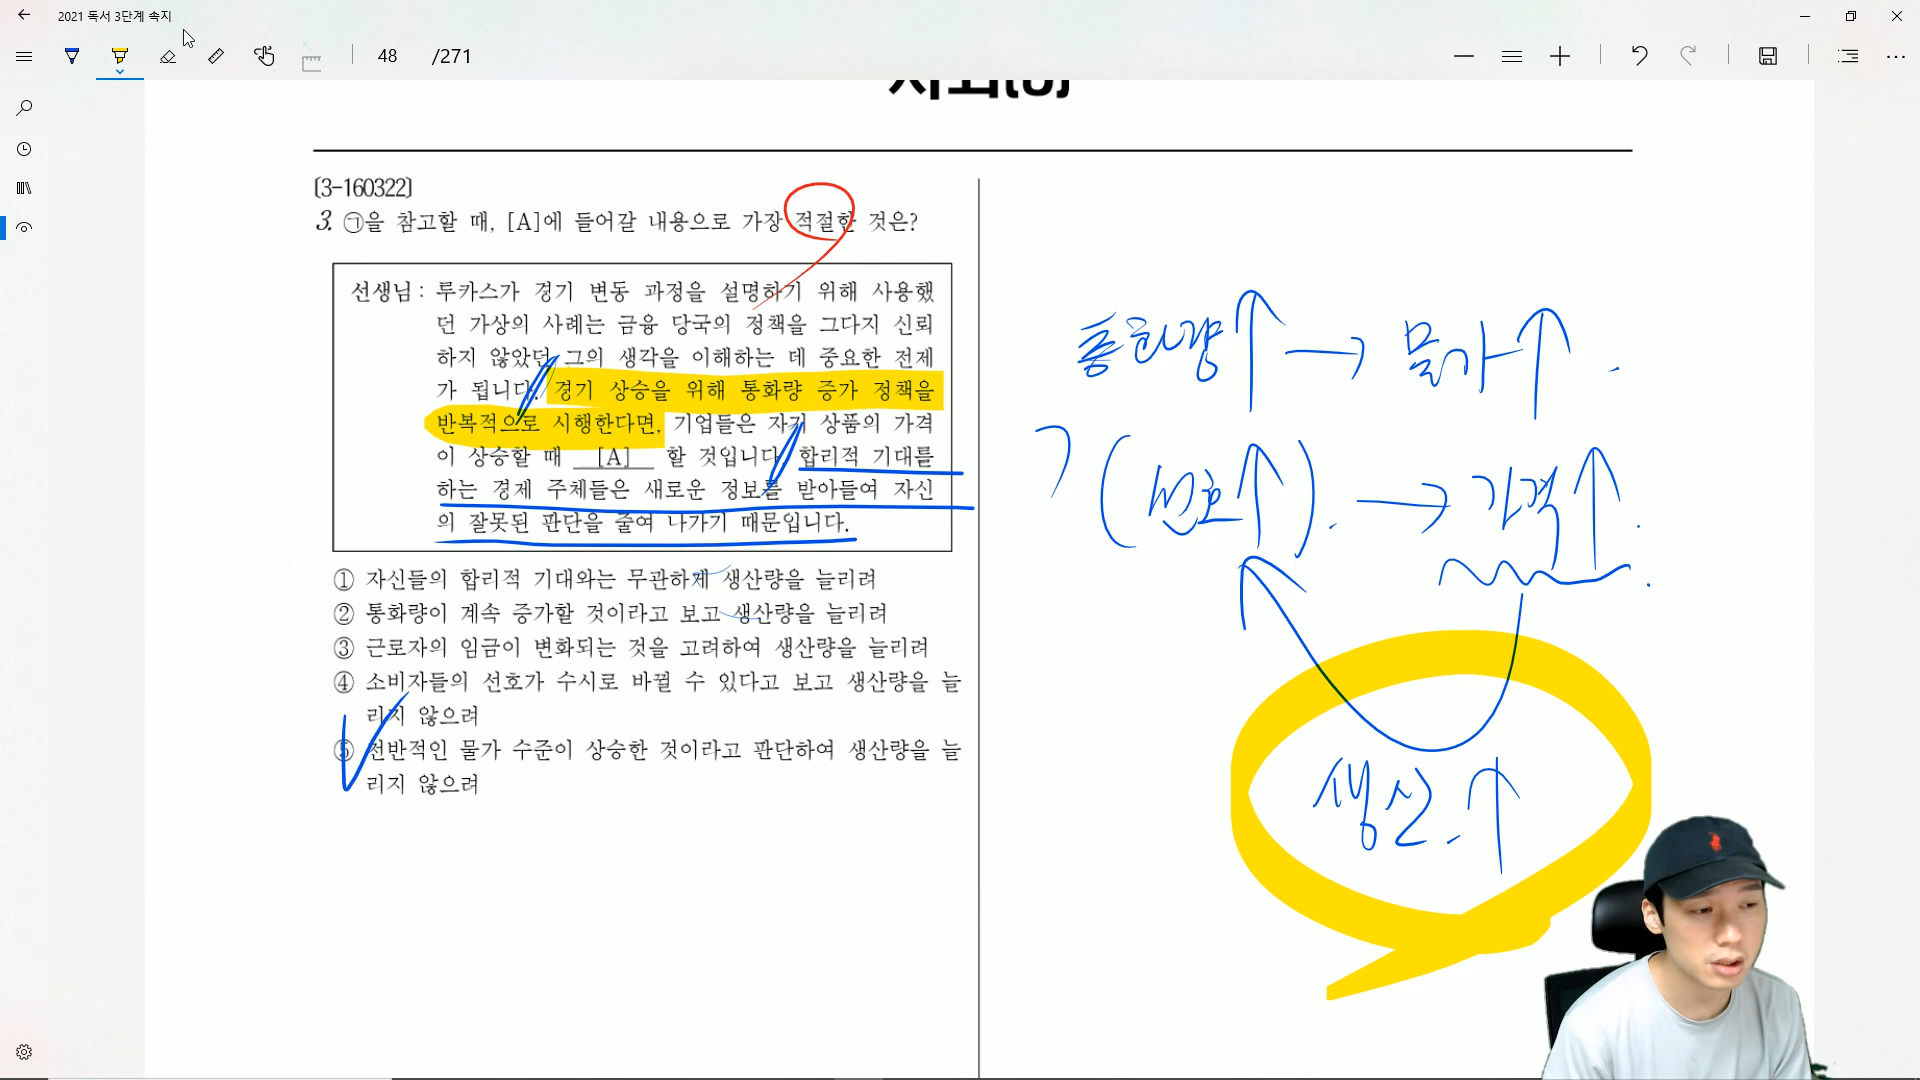 2021 독서 3단계 속지
48 /271
[3-160322]
3. ㉠을 참고할 때, [A]에 들어갈 내용으로 가장 적절한 것은?
선생님 : 루카스가 경기 변동 과정을 설명하기 위해 사용했
던 가상의 사례는 금융 당국의 정책을 그다지 신뢰
하지 않았던 그의 생각을 이해하는 데 중요한 전제
가 됩니다. 경기 상승을 위해 통화량 증가 정책을
반복적으로 시행한다면, 기업들은 자기 상품의 가격
이 상승할 때 [A] 할 것입니다. 합리적 기대를
하는 경제 주체들은 새로운 정보를 받아들여 자신
의 잘못된 판단을 줄여 나가기 때문입니다.
① 자신들의 합리적 기대와는 무관하게 생산량을 늘리려
② 통화량이 계속 증가할 것이라고 보고 생산량을 늘리려
③ 근로자의 임금이 변화되는 것을 고려하여 생산량을 늘리려
④ 소비자들의 선호가 수시로 바뀔 수 있다고 보고 생산량을 늘
리지 않으려
⑤ 전반적인 물가 수준이 상승한 것이라고 판단하여 생산량을 늘
리지 않으려
통화량↑ → 물가↑.
(선호↑). → 가격↑.
생산.↑